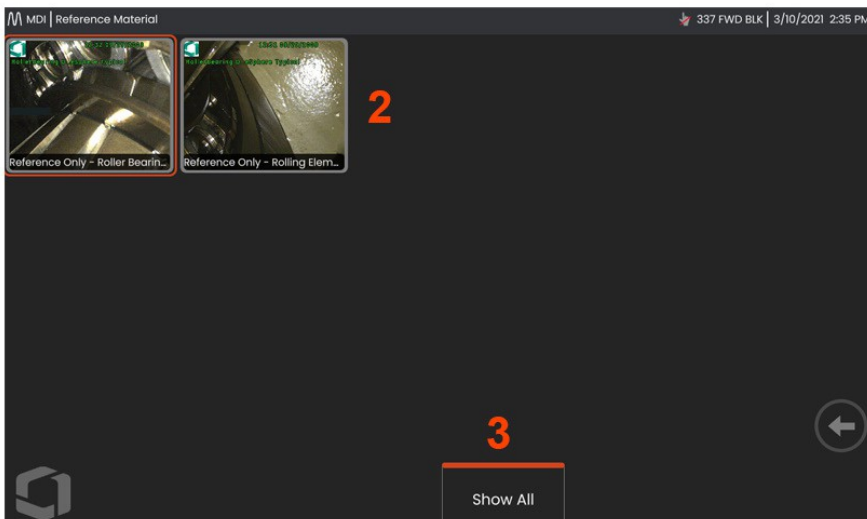 MDI | Reference Material
337 FWD BLK | 3/10/2021 2:35 PM
Reference Only - Roller Bearin...
Reference Only - Rolling Elem...
2
3
Show All